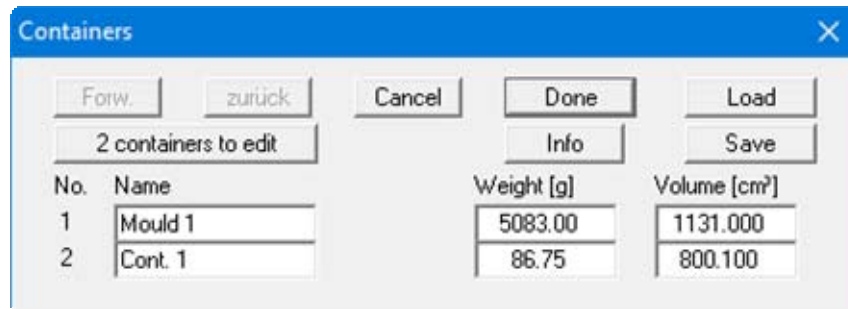 Containers
Forw. zurück Cancel Done Load
2 containers to edit Info Save
No. Name Weight [g] Volume [cm³]
1 Mould 1 5083.00 1131.000
2 Cont. 1 86.75 800.100